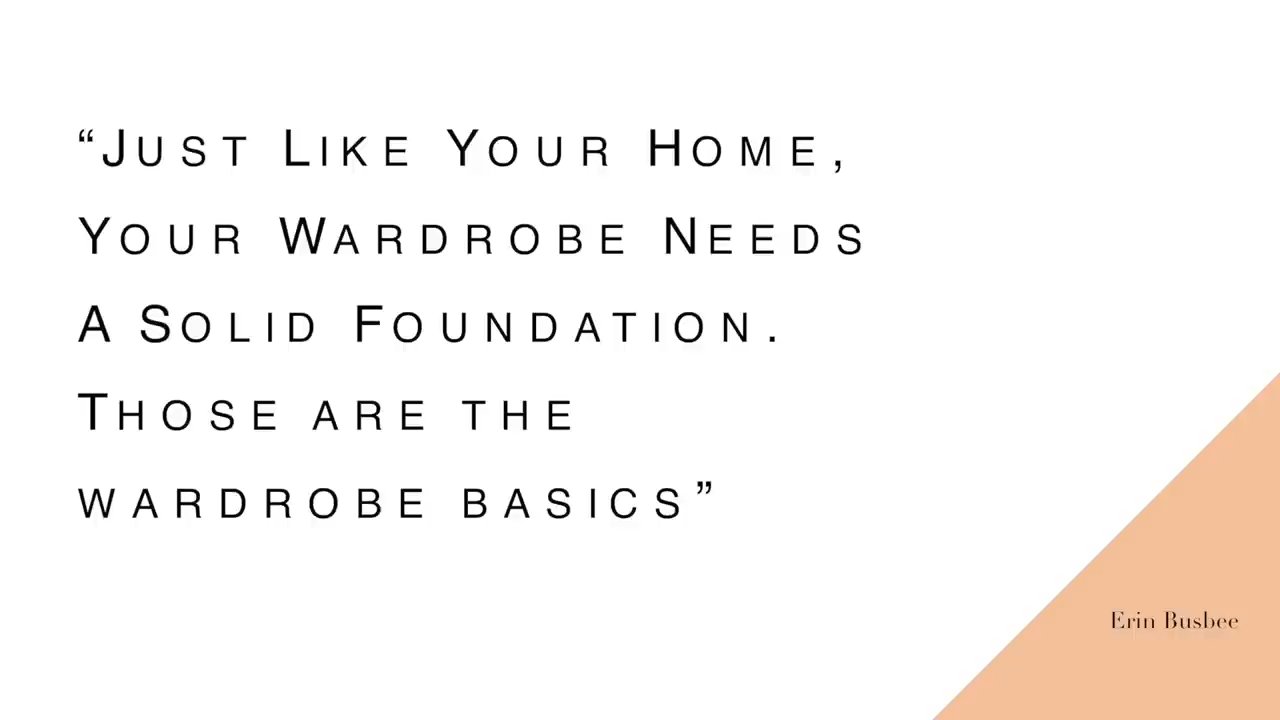 “Just Like Your Home,
Your Wardrobe Needs
A Solid Foundation.
Those are the
wardrobe basics”
Erin Busbee